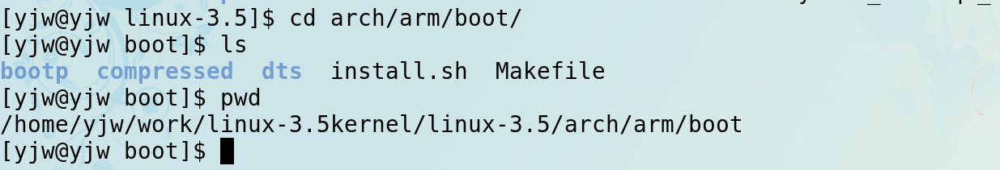 [yjw@yjw linux-3.5]$ cd arch/arm/boot/
[yjw@yjw boot]$ ls
bootp  compressed  dts  install.sh  Makefile
[yjw@yjw boot]$ pwd
/home/yjw/work/linux-3.5kernel/linux-3.5/arch/arm/boot
[yjw@yjw boot]$